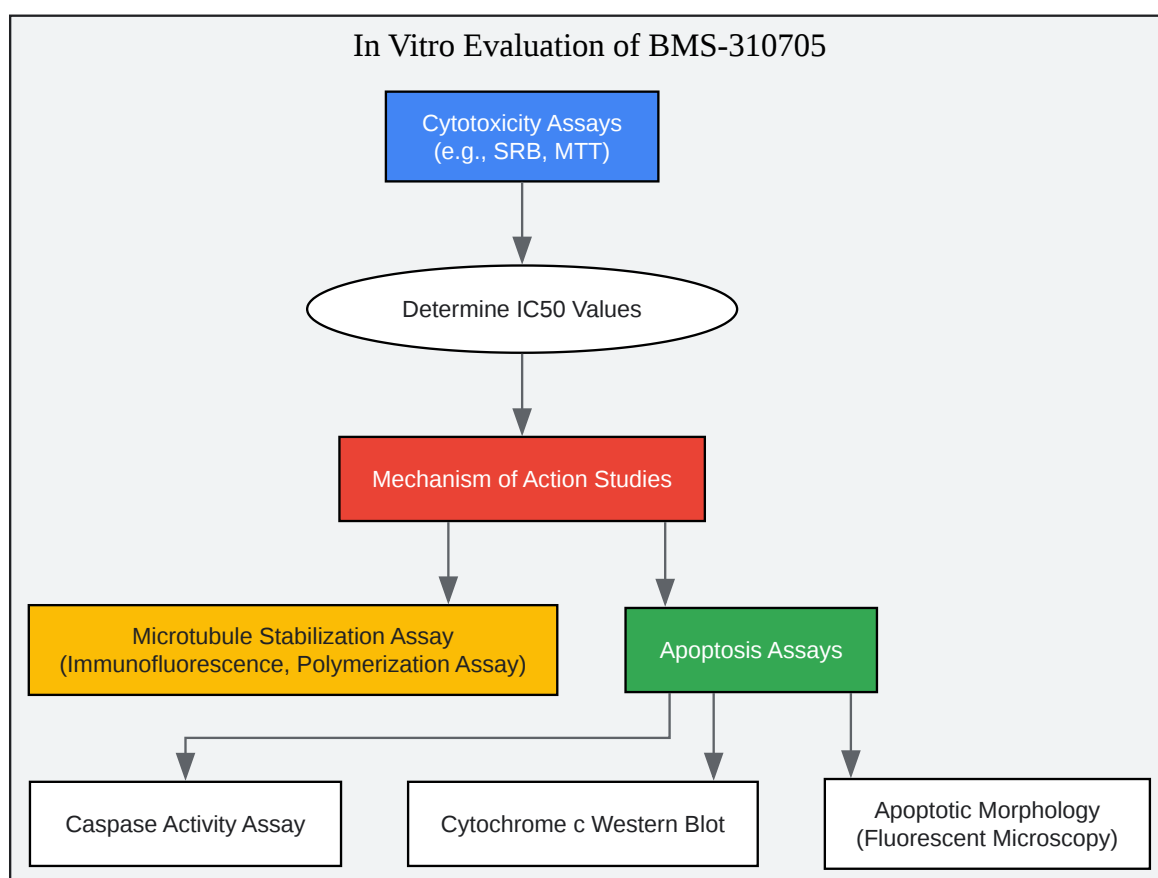 In Vitro Evaluation of BMS-310705
Cytotoxicity Assays
(e.g., SRB, MTT)
Determine IC50 Values
Mechanism of Action Studies
Microtubule Stabilization Assay
(Immunofluorescence, Polymerization Assay)
Apoptosis Assays
Caspase Activity Assay
Cytochrome c Western Blot
Apoptotic Morphology
(Fluorescent Microscopy)